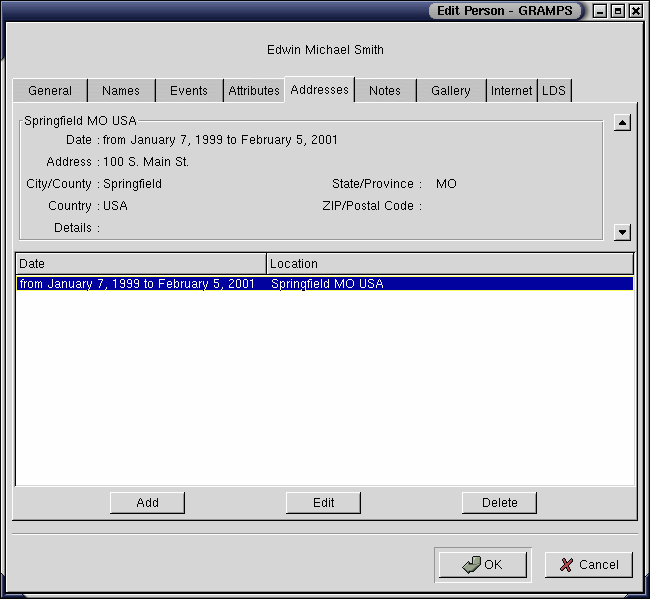 Edit Person - GRAMPS
Edwin Michael Smith
General Names Events Attributes Addresses Notes Gallery Internet LDS
Springfield MO USA
Date : from January 7, 1999 to February 5, 2001
Address : 100 S. Main St.
City/County : Springfield State/Province : MO
Country : USA ZIP/Postal Code :
Details :
Date Location
from January 7, 1999 to February 5, 2001 Springfield MO USA
Add Edit Delete
OK Cancel